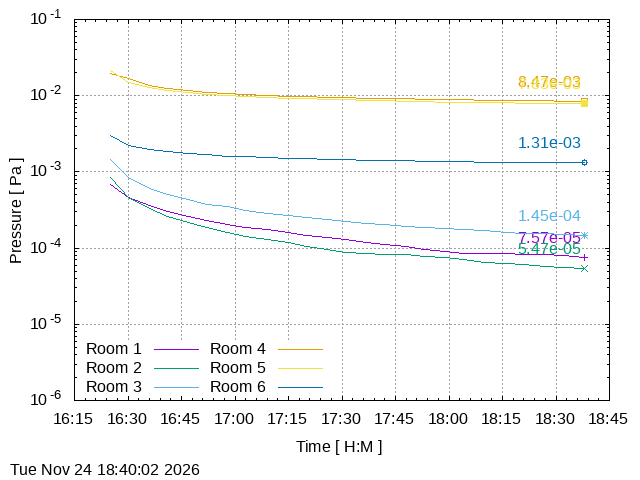 10^-1
10^-2
10^-3
10^-4
10^-5
10^-6
Pressure [ Pa ]
8.47e-03
1.31e-03
1.45e-04
7.57e-05
5.47e-05
Room 1 Room 4
Room 2 Room 5
Room 3 Room 6
16:15 16:30 16:45 17:00 17:15 17:30 17:45 18:00 18:15 18:30 18:45
Time [ H:M ]
Tue Nov 24 18:40:02 2026